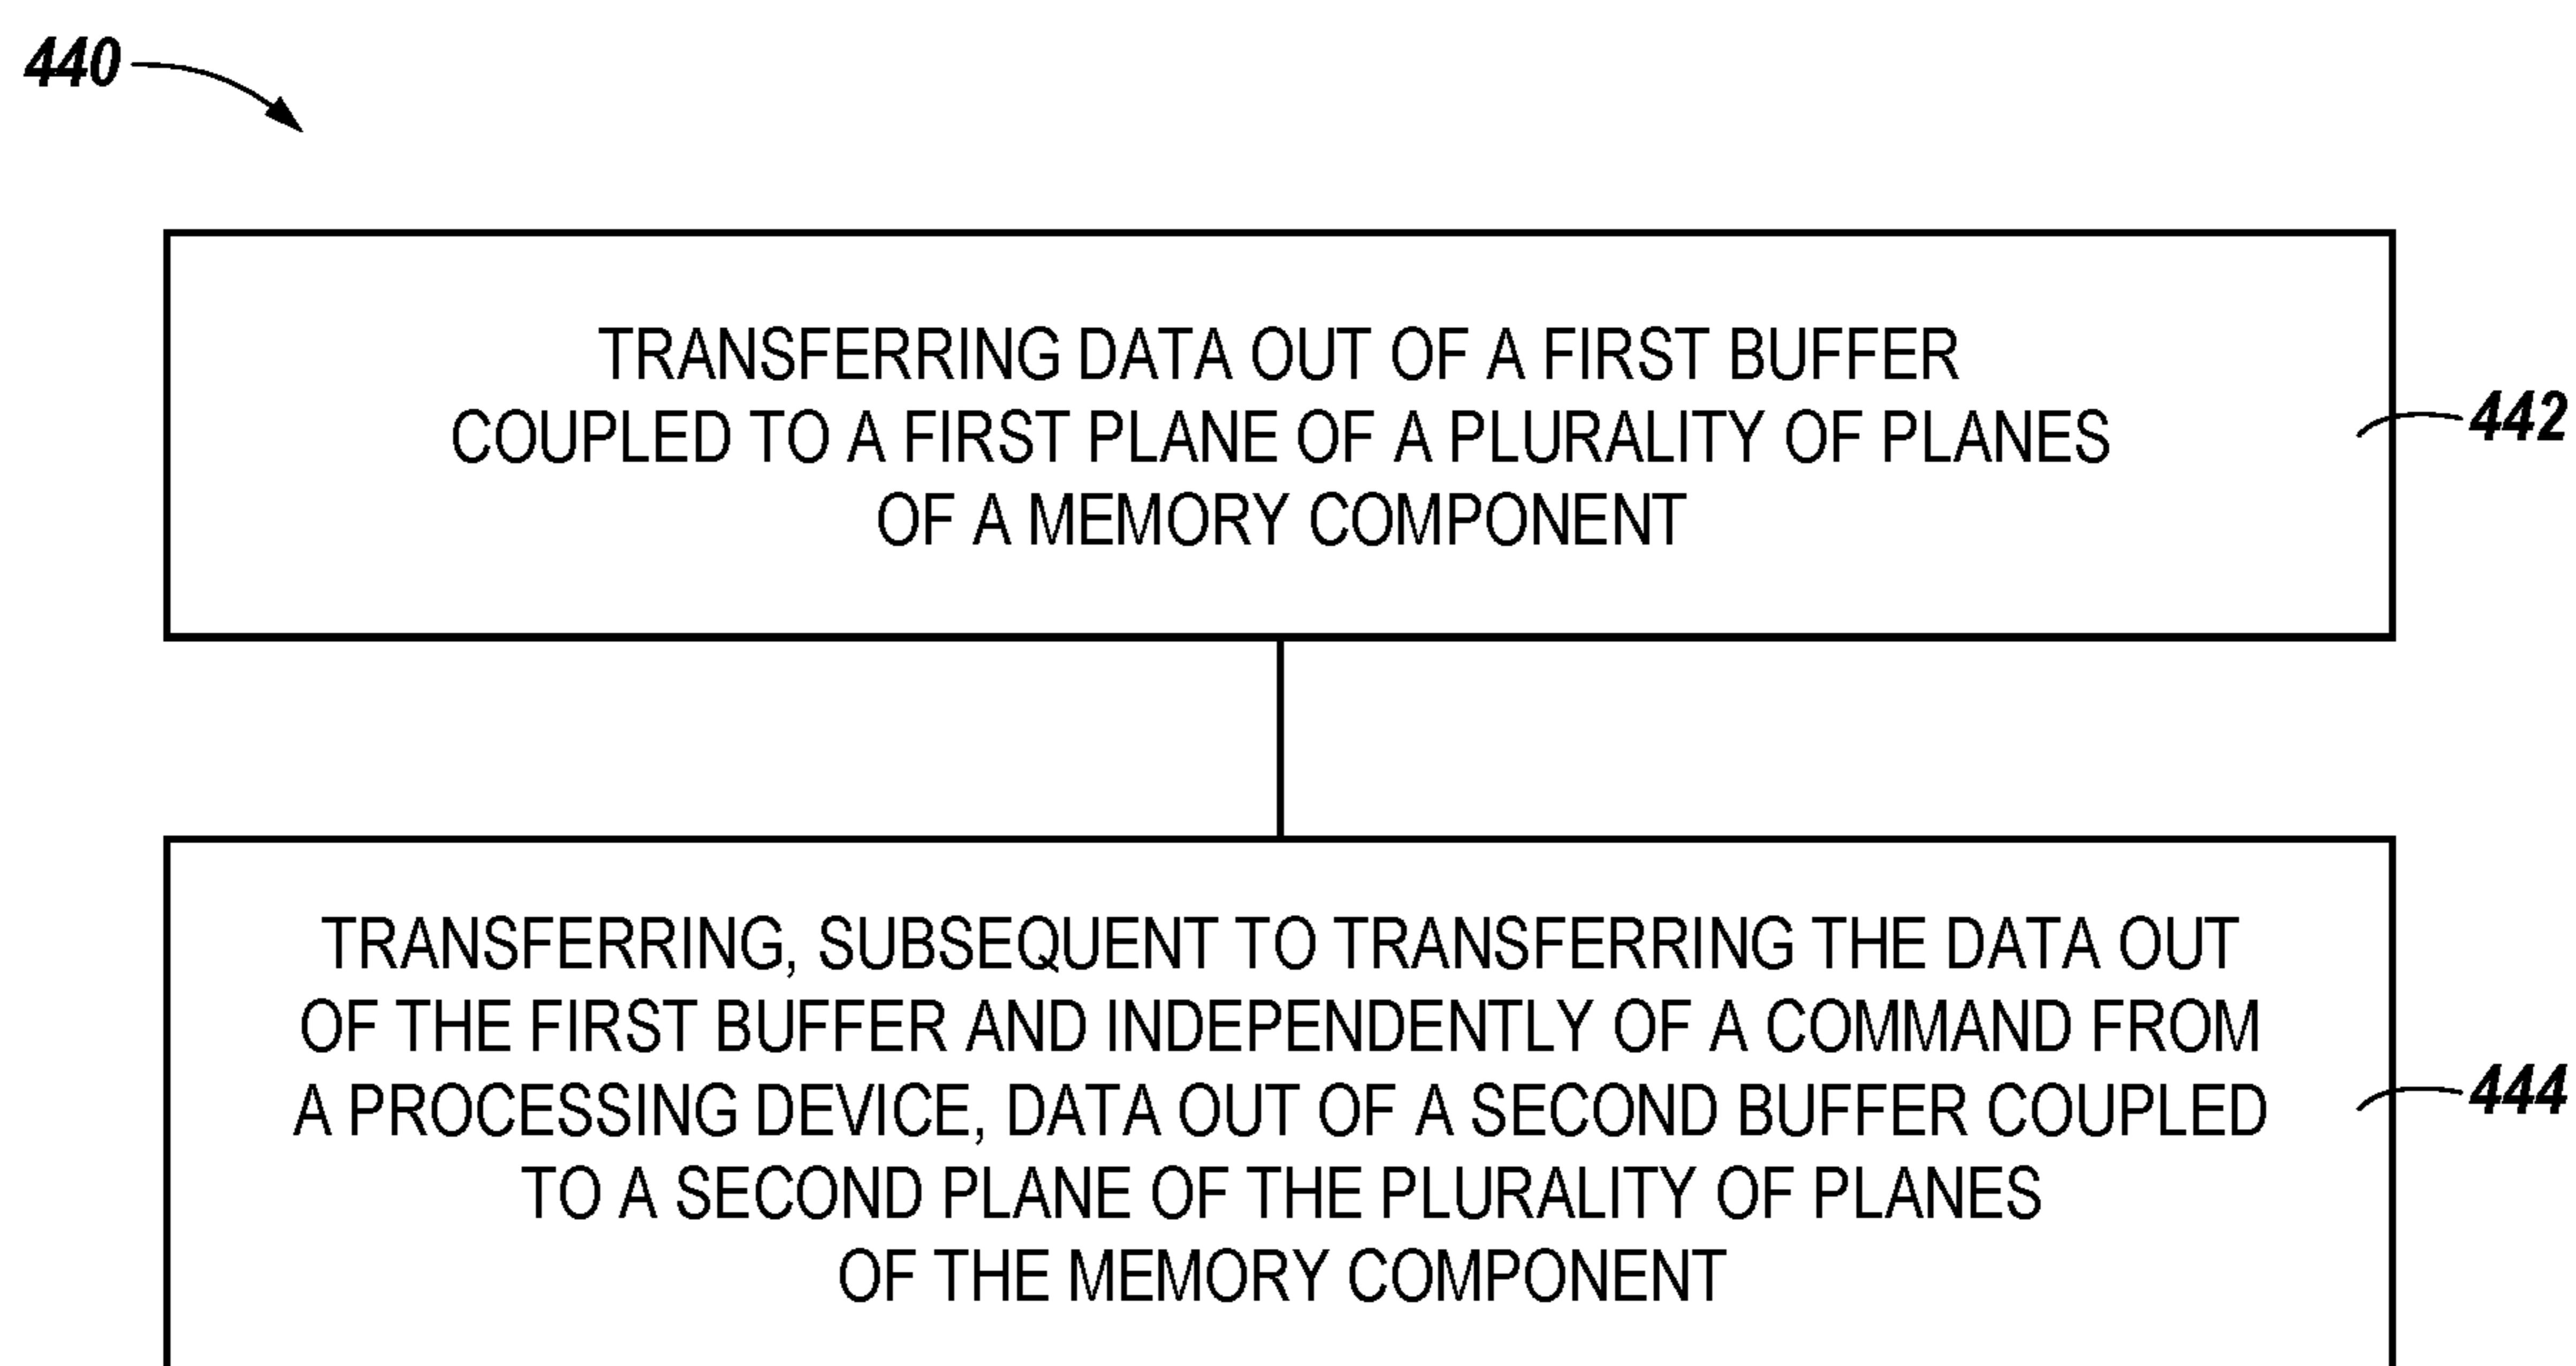 440
TRANSFERRING DATA OUT OF A FIRST BUFFER
COUPLED TO A FIRST PLANE OF A PLURALITY OF PLANES
OF A MEMORY COMPONENT
442
TRANSFERRING, SUBSEQUENT TO TRANSFERRING THE DATA OUT
OF THE FIRST BUFFER AND INDEPENDENTLY OF A COMMAND FROM
A PROCESSING DEVICE, DATA OUT OF A SECOND BUFFER COUPLED
TO A SECOND PLANE OF THE PLURALITY OF PLANES
OF THE MEMORY COMPONENT
444